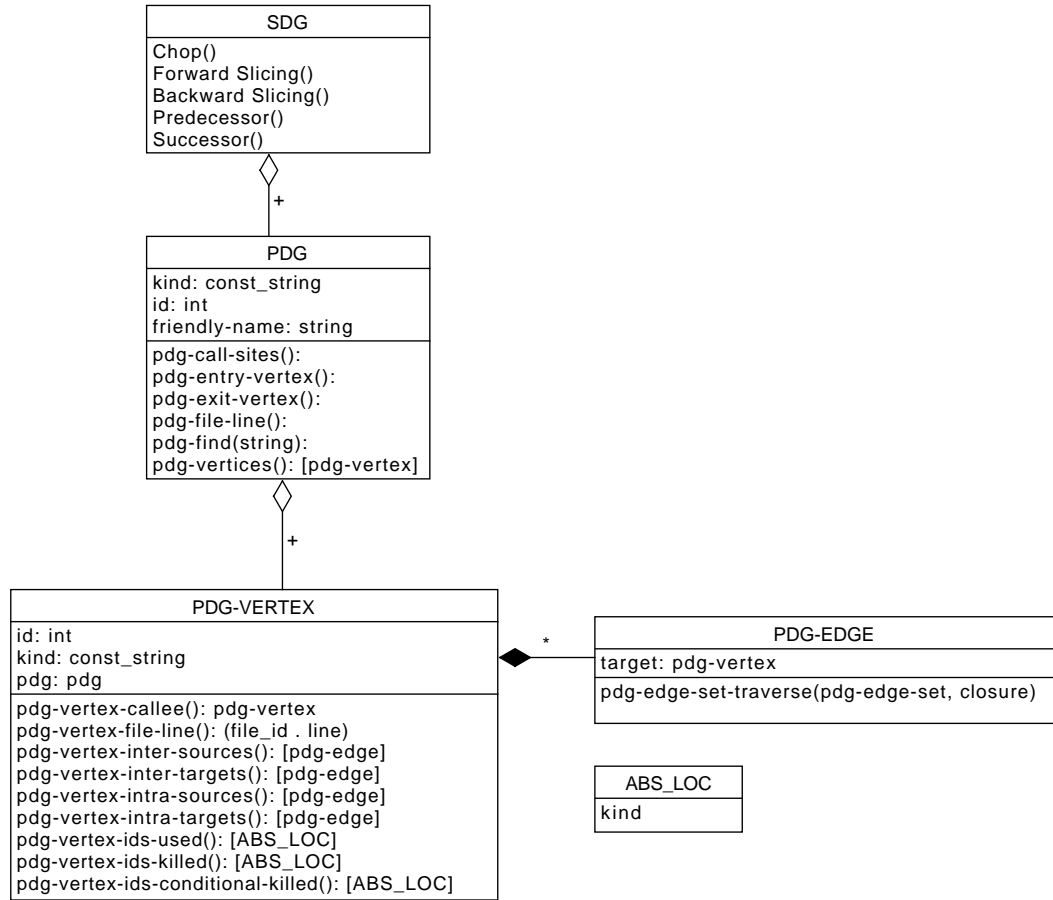 SDG
Chop()
Forward Slicing()
Backward Slicing()
Predecessor()
Successor()
+
PDG
kind: const_string
id: int
friendly-name: string
pdg-call-sites():
pdg-entry-vertex():
pdg-exit-vertex():
pdg-file-line():
pdg-find(string):
pdg-vertices(): [pdg-vertex]
+
PDG-VERTEX
id: int
kind: const_string
pdg: pdg
pdg-vertex-callee(): pdg-vertex
pdg-vertex-file-line(): (file_id . line)
pdg-vertex-inter-sources(): [pdg-edge]
pdg-vertex-inter-targets(): [pdg-edge]
pdg-vertex-intra-sources(): [pdg-edge]
pdg-vertex-intra-targets(): [pdg-edge]
pdg-vertex-ids-used(): [ABS_LOC]
pdg-vertex-ids-killed(): [ABS_LOC]
pdg-vertex-ids-conditional-killed(): [ABS_LOC]
*
PDG-EDGE
target: pdg-vertex
pdg-edge-set-traverse(pdg-edge-set, closure)
ABS_LOC
kind